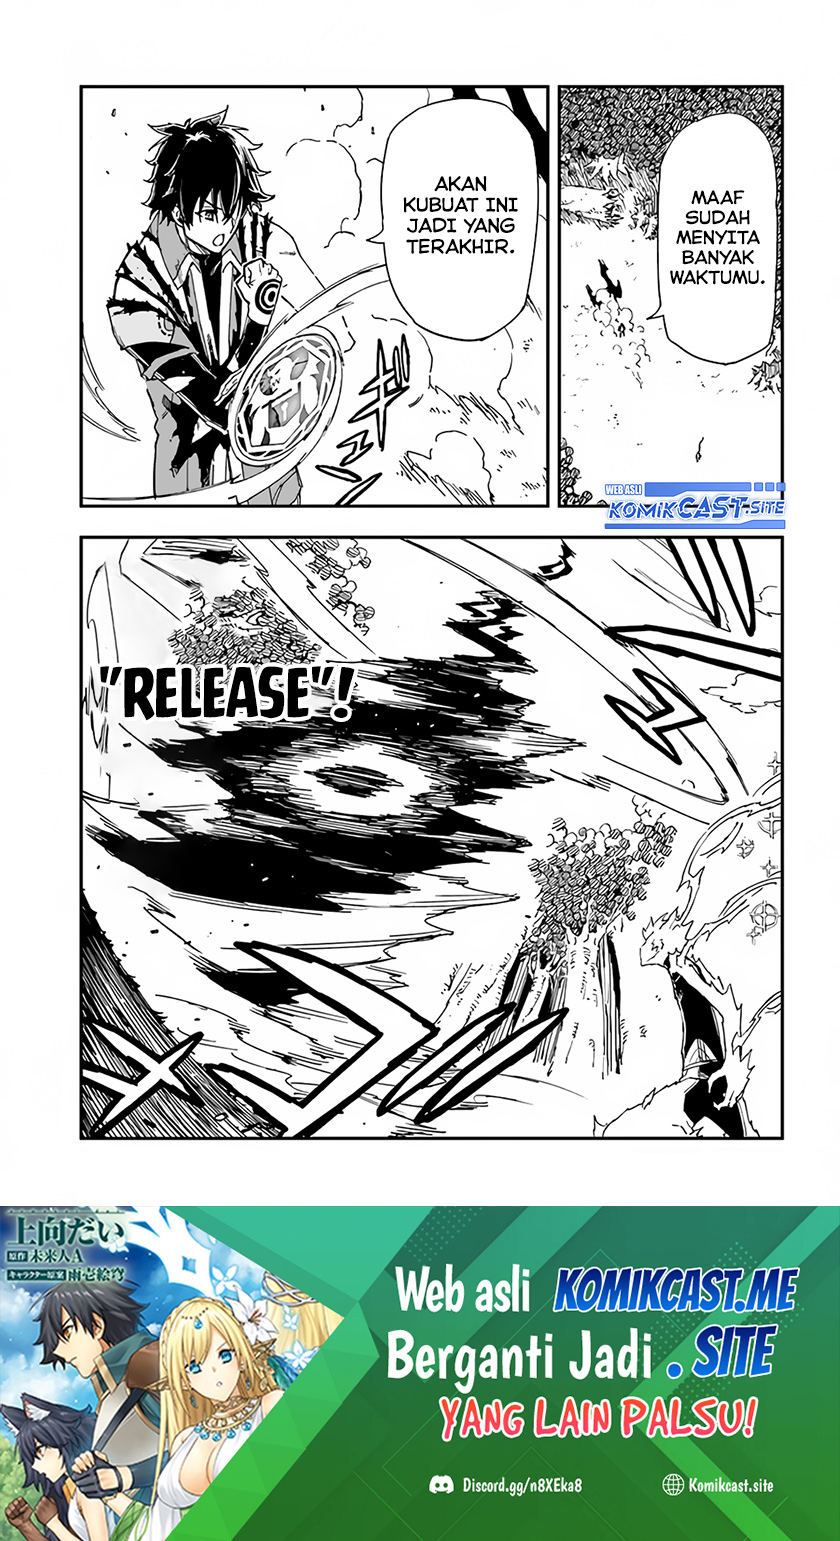 MAAF
SUDAH
MENYITA
BANYAK
WAKTUMU.
AKAN
KUBUAT INI
JADI YANG
TERAKHIR.
WEB ASLI
KOMIKCAST.SITE
"RELEASE"!
上向だい
原作 未来人A
キャラクター原案 雨壱絵穹
Web asli KOMIKCAST.ME
Berganti Jadi .SITE
YANG LAIN PALSU!
Discord.gg/n8XEka8
Komikcast.site